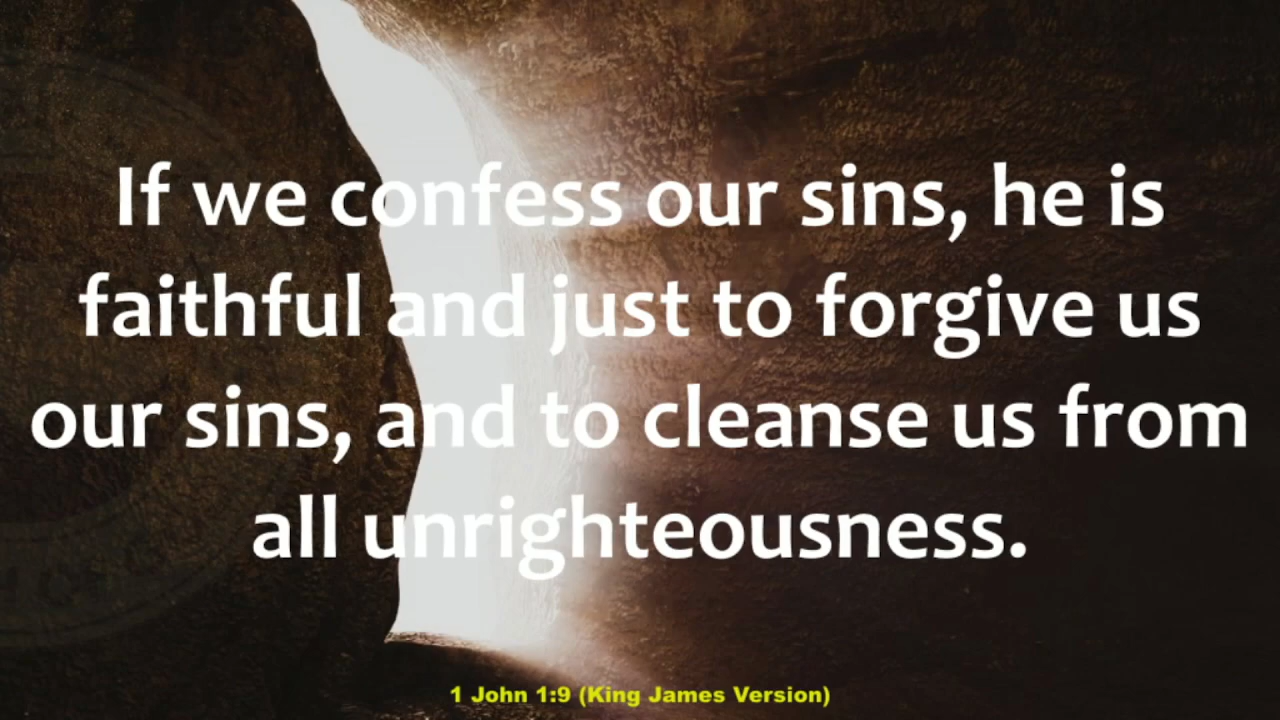 If we confess our sins, he is
faithful and just to forgive us
our sins, and to cleanse us from
all unrighteousness.
1 John 1:9 (King James Version)